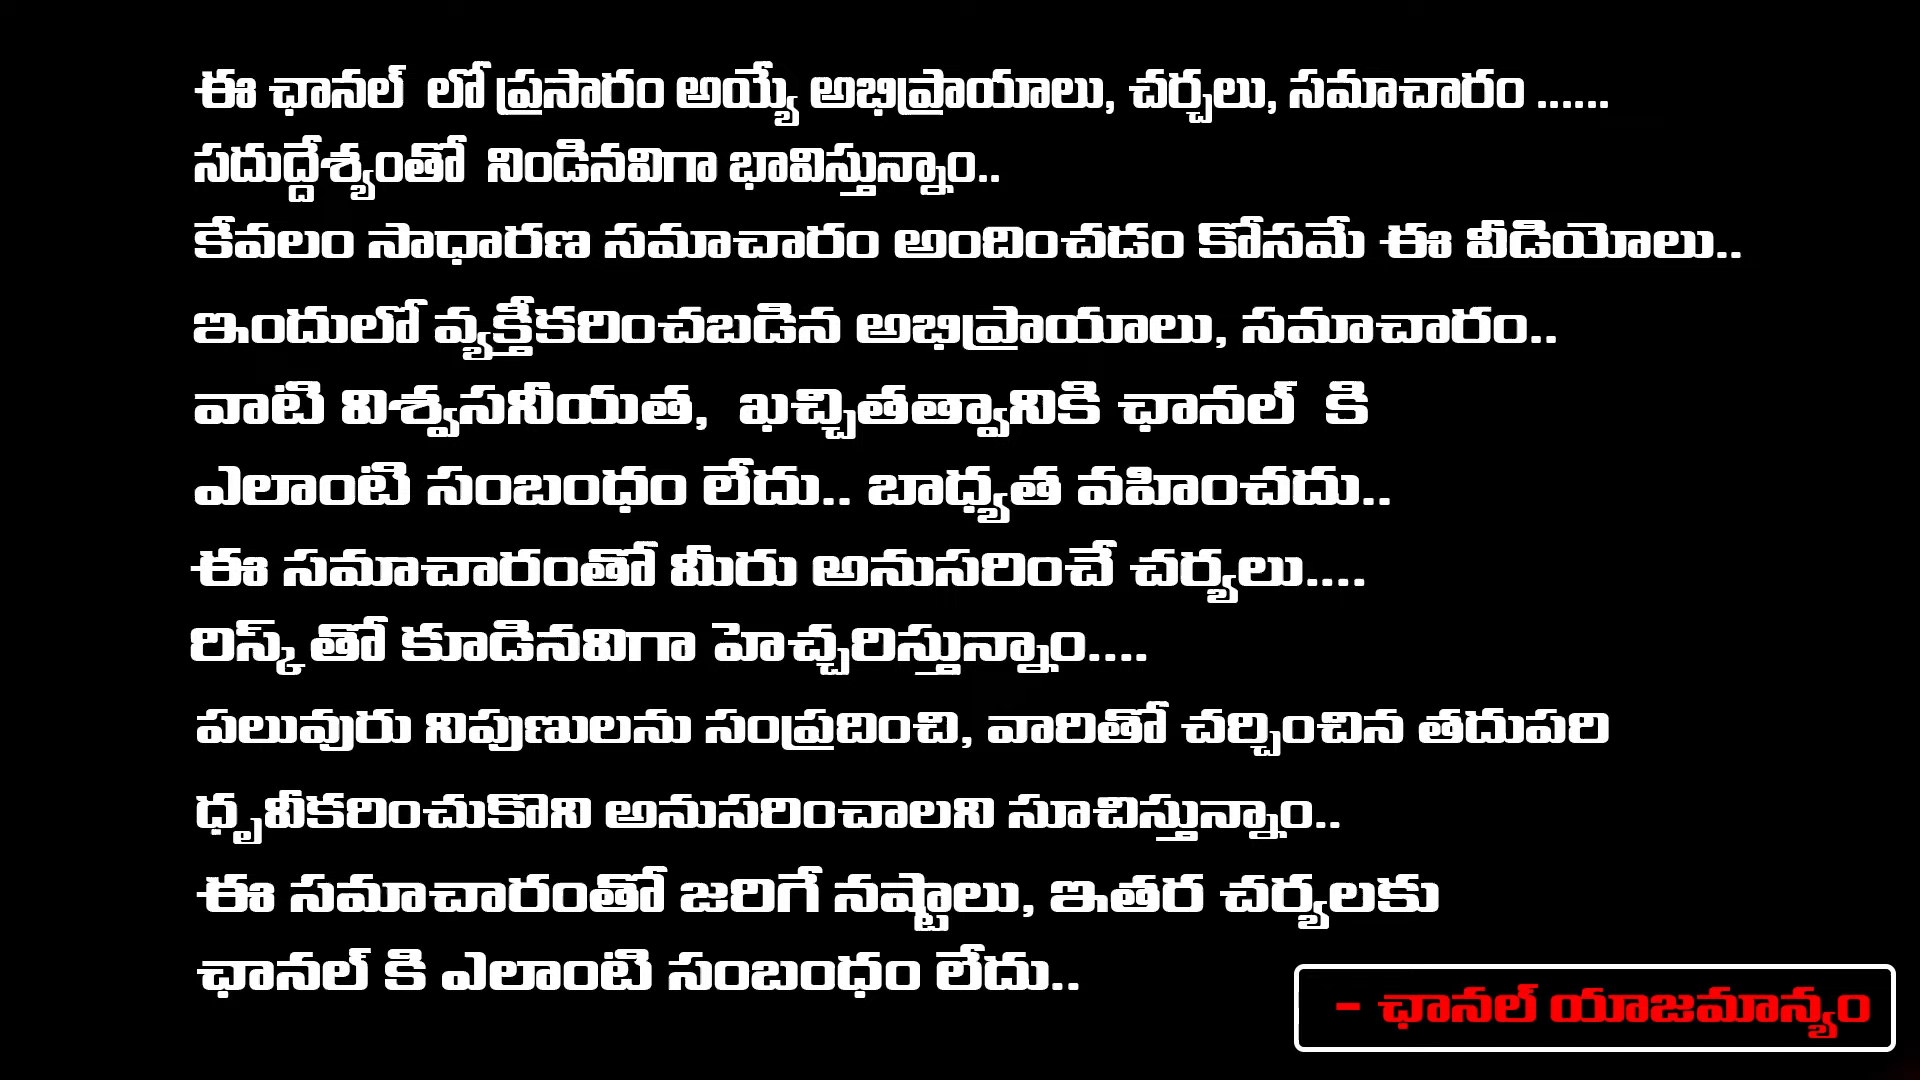 ఈ ఛానల్ లో ప్రసారం అయ్యే అభిప్రాయాలు, చర్చలు, సమాచారం ......
సదుద్దేశ్యంతో నిండినవిగా భావిస్తున్నాం..
కేవలం సాధారణ సమాచారం అందించడం కోసమే ఈ వీడియోలు..
ఇందులో వ్యక్తీకరించబడిన అభిప్రాయాలు, సమాచారం..
వాటి విశ్వసనీయత, ఖచ్చితత్వానికి ఛానల్ కి
ఎలాంటి సంబంధం లేదు.. బాధ్యత వహించదు..
ఈ సమాచారంతో మీరు అనుసరించే చర్యలు....
రిస్క్ తో కూడినవిగా హెచ్చరిస్తున్నాం....
పలువురు నిపుణులను సంప్రదించి, వారితో చర్చించిన తదుపరి
ధృవీకరించుకొని అనుసరించాలని సూచిస్తున్నాం..
ఈ సమాచారంతో జరిగే నష్టాలు, ఇతర చర్యలకు
ఛానల్ కి ఎలాంటి సంబంధం లేదు..
- ఛానల్ యాజమాన్యం